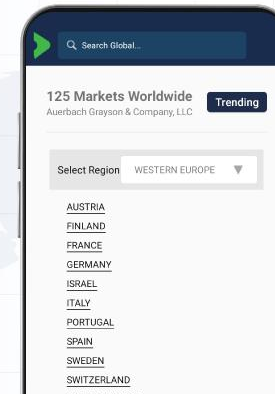 Search Global...
125 Markets Worldwide
Auerbach Grayson & Company, LLC
Trending
Select Region
WESTERN EUROPE
AUSTRIA
FINLAND
FRANCE
GERMANY
ISRAEL
ITALY
PORTUGAL
SPAIN
SWEDEN
SWITZERLAND